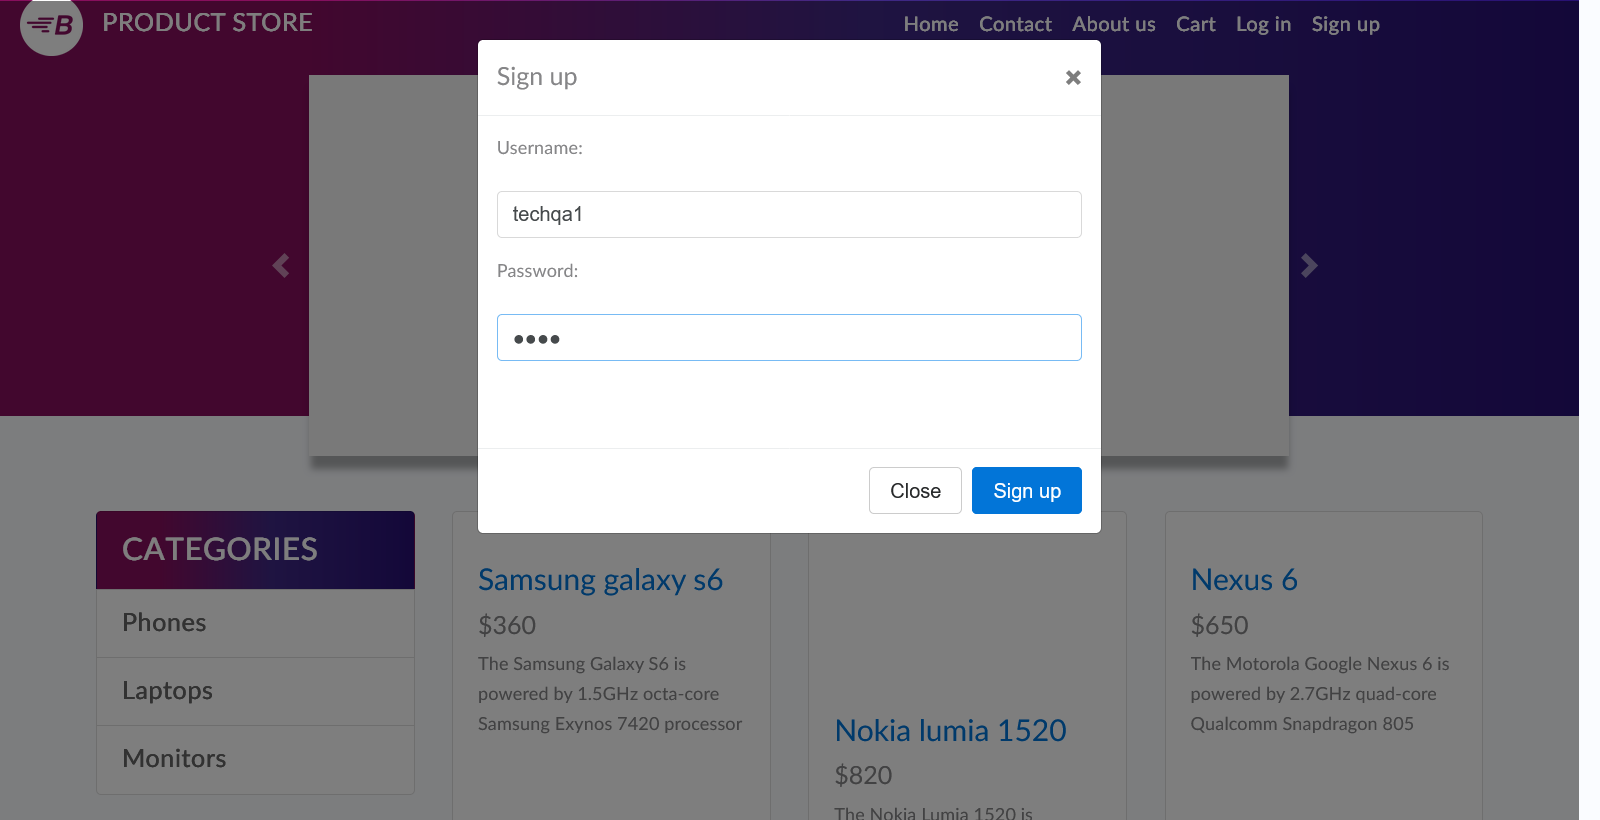 B PRODUCT STORE
Home Contact About us Cart Log in Sign up
Sign up
Username:
techqa1
Password:
••••
Close Sign up
CATEGORIES
Phones
Laptops
Monitors
Samsung galaxy s6
$360
The Samsung Galaxy S6 is
powered by 1.5GHz octa-core
Samsung Exynos 7420 processor
Nokia lumia 1520
$820
The Nokia Lumia 1520 is
Nexus 6
$650
The Motorola Google Nexus 6 is
powered by 2.7GHz quad-core
Qualcomm Snapdragon 805